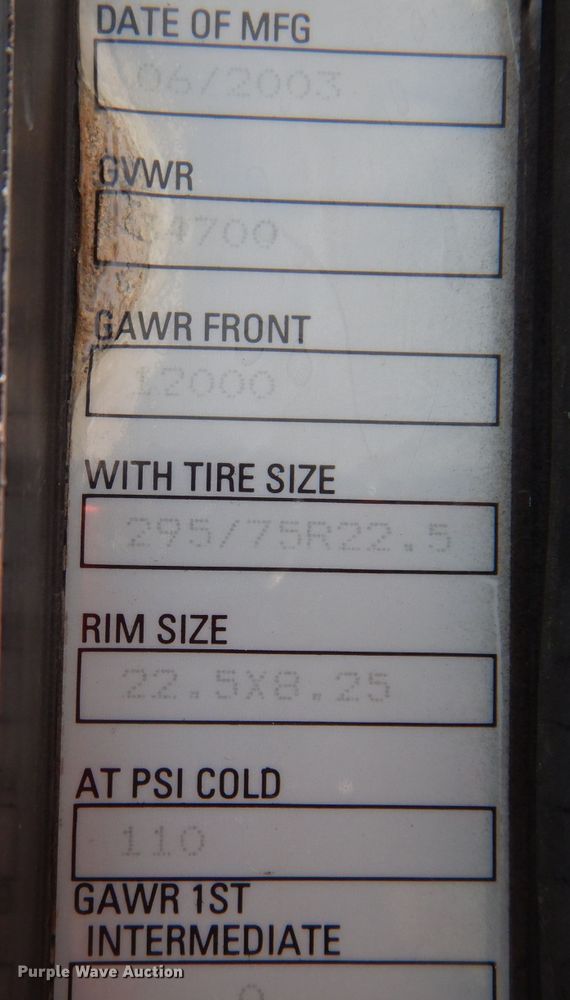 DATE OF MFG
06/2003
GVWR
4700
GAWR FRONT
12000
WITH TIRE SIZE
295/75R22.5
RIM SIZE
22.5X8.25
AT PSI COLD
110
GAWR 1ST
INTERMEDIATE
Purple Wave Auction